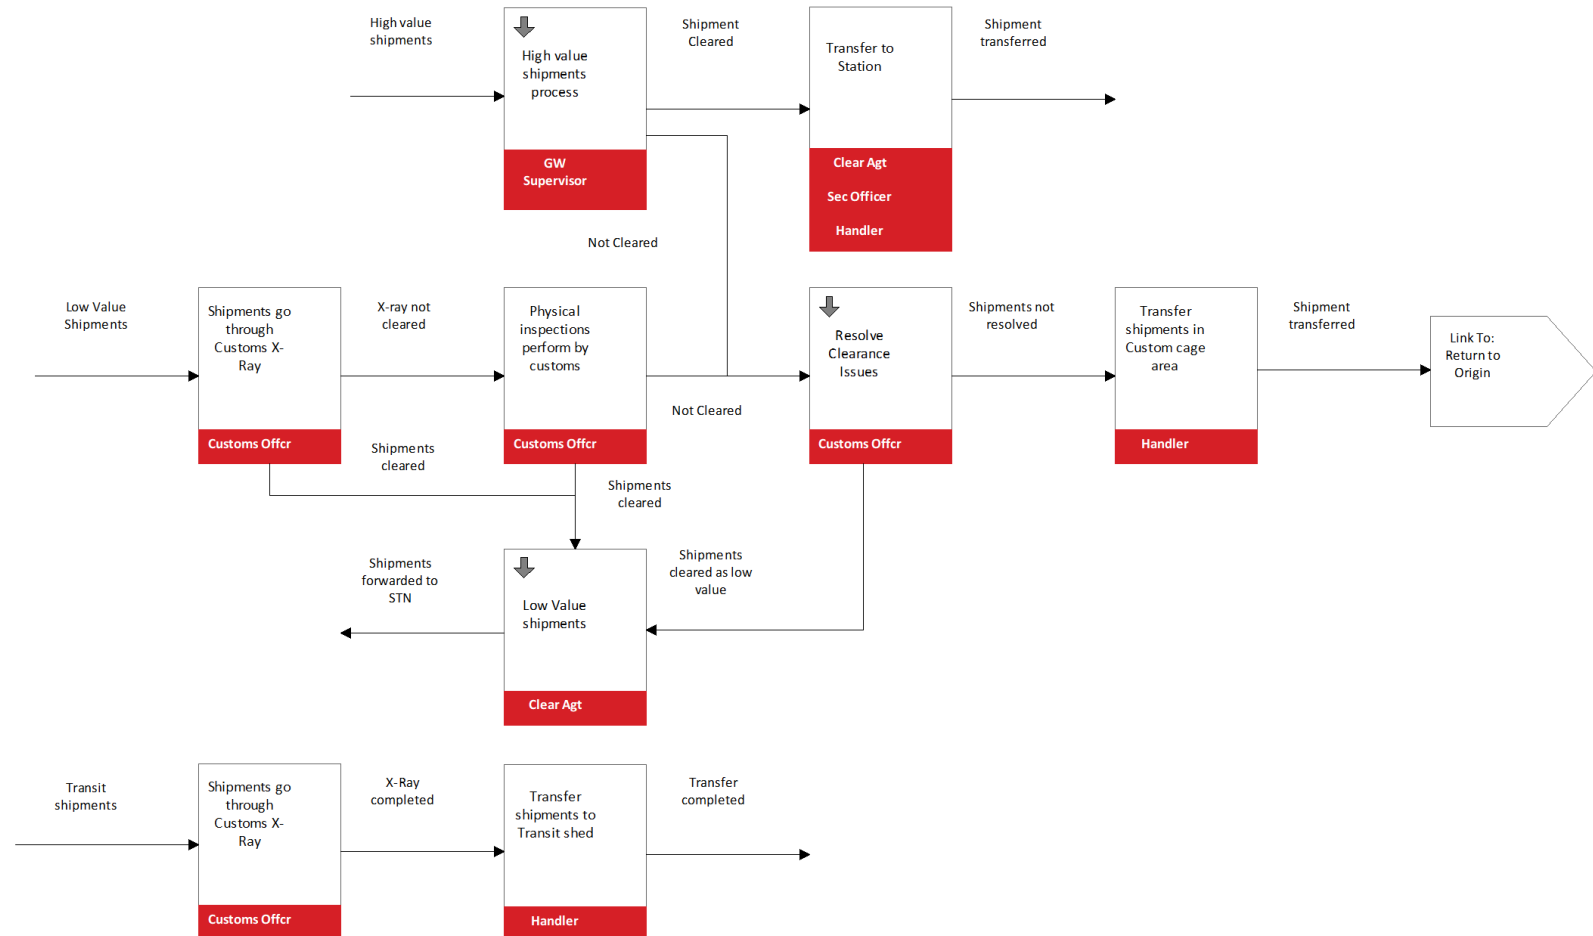 High value
shipments
High value
shipments
process
GW
Supervisor
Shipment
Cleared
Transfer to
Station
Clear Agt
Sec Officer
Handler
Shipment
transferred
Not Cleared
Low Value
Shipments
Shipments go
through
Customs X-
Ray
Customs Offcr
X-ray not
cleared
Physical
inspections
perform by
customs
Customs Offcr
Not Cleared
Resolve
Clearance
Issues
Customs Offcr
Shipments not
resolved
Transfer
shipments in
Custom cage
area
Handler
Shipment
transferred
Link To:
Return to
Origin
Shipments
cleared
Shipments
cleared
Shipments
forwarded to
STN
Low Value
shipments
Clear Agt
Shipments
cleared as low
value
Transit
shipments
Shipments go
through
Customs X-
Ray
Customs Offcr
X-Ray
completed
Transfer
shipments to
Transit shed
Handler
Transfer
completed